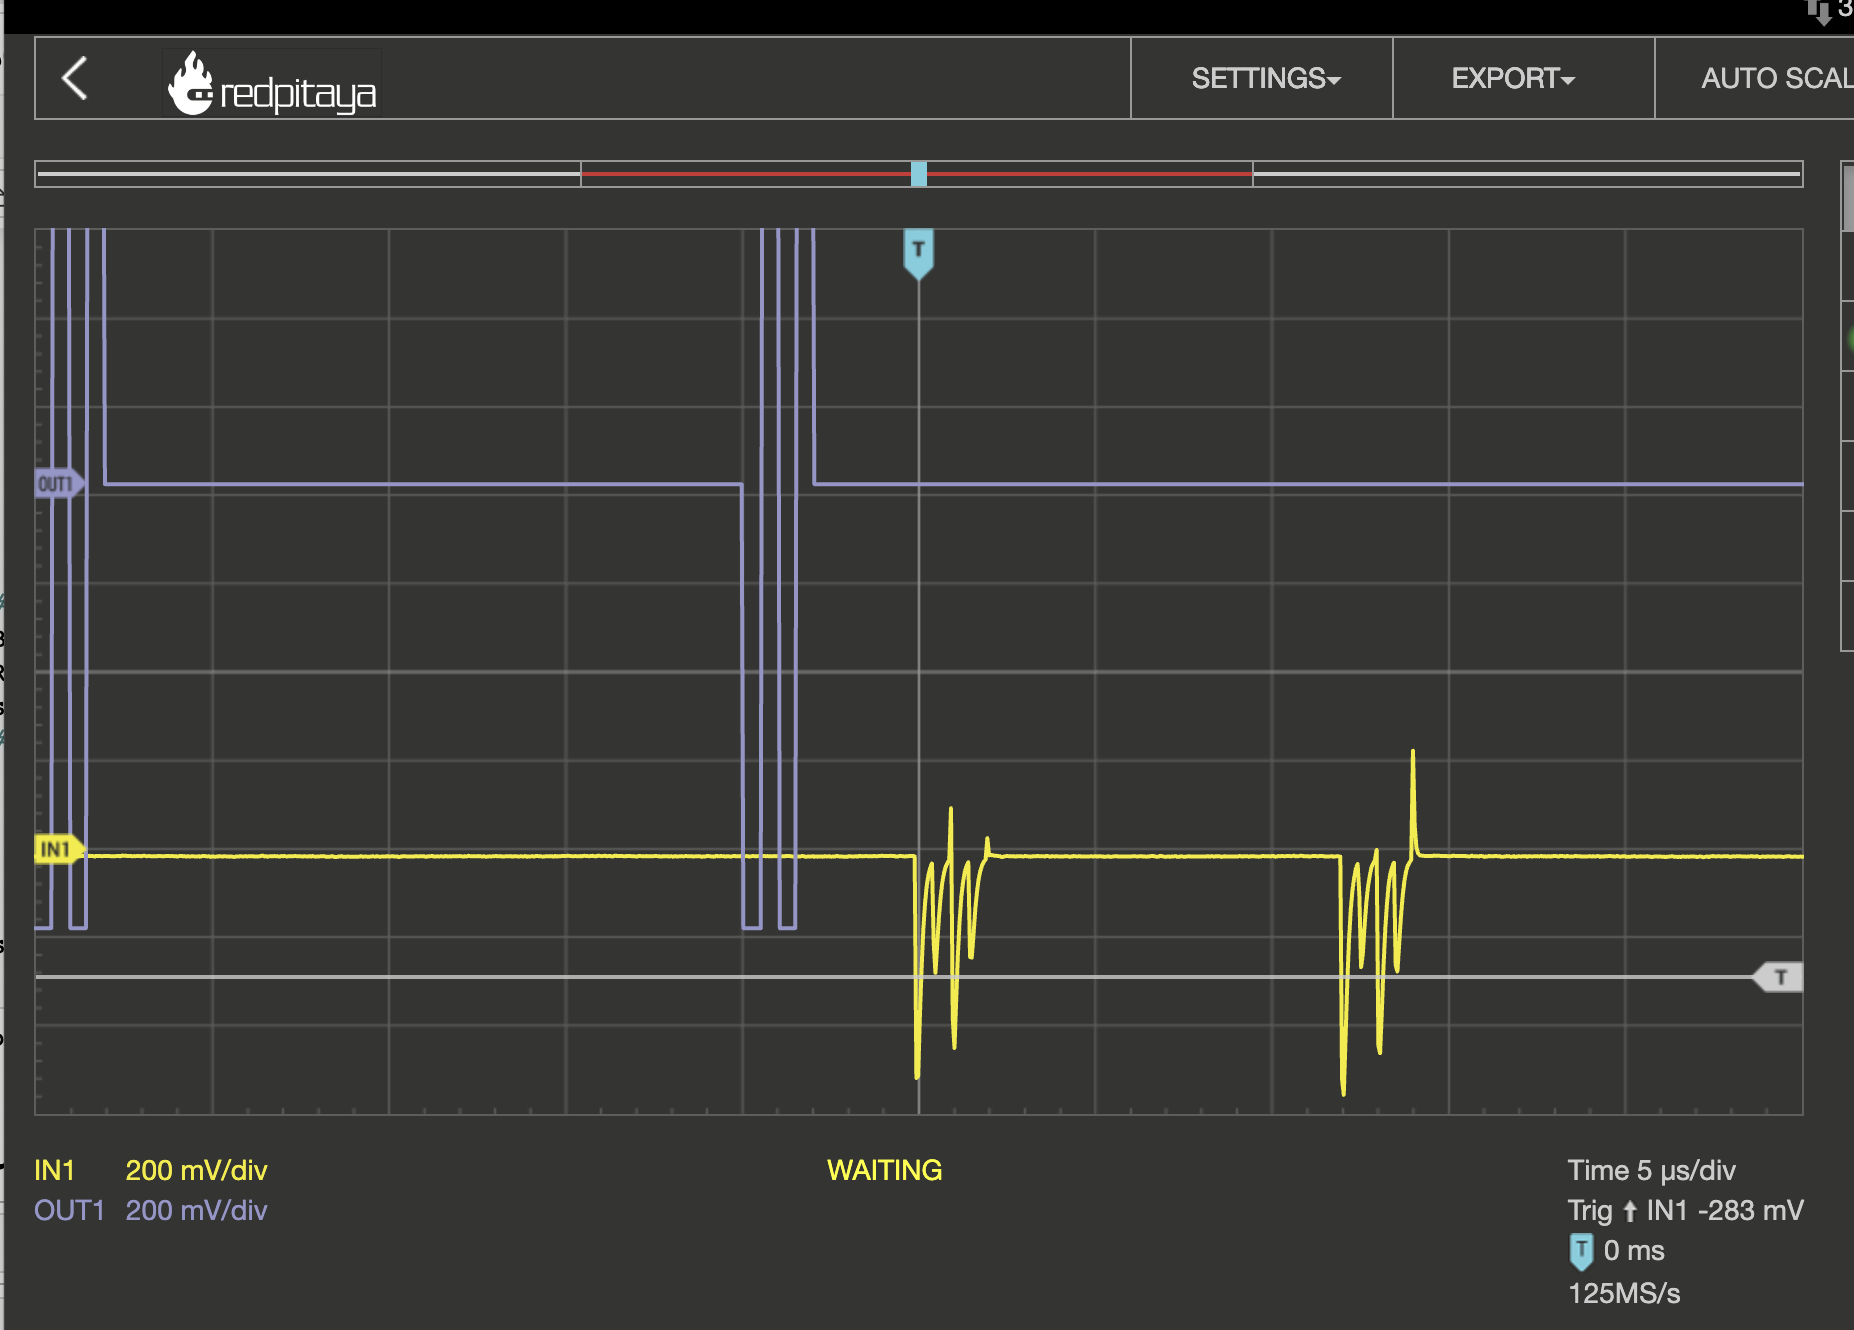 3
redpitaya
SETTINGS
EXPORT
AUTO SCAL
T
OUT1
IN1
T
IN1 200 mV/div
WAITING
Time 5 µs/div
OUT1 200 mV/div
Trig ↑ IN1 -283 mV
T 0 ms
125MS/s